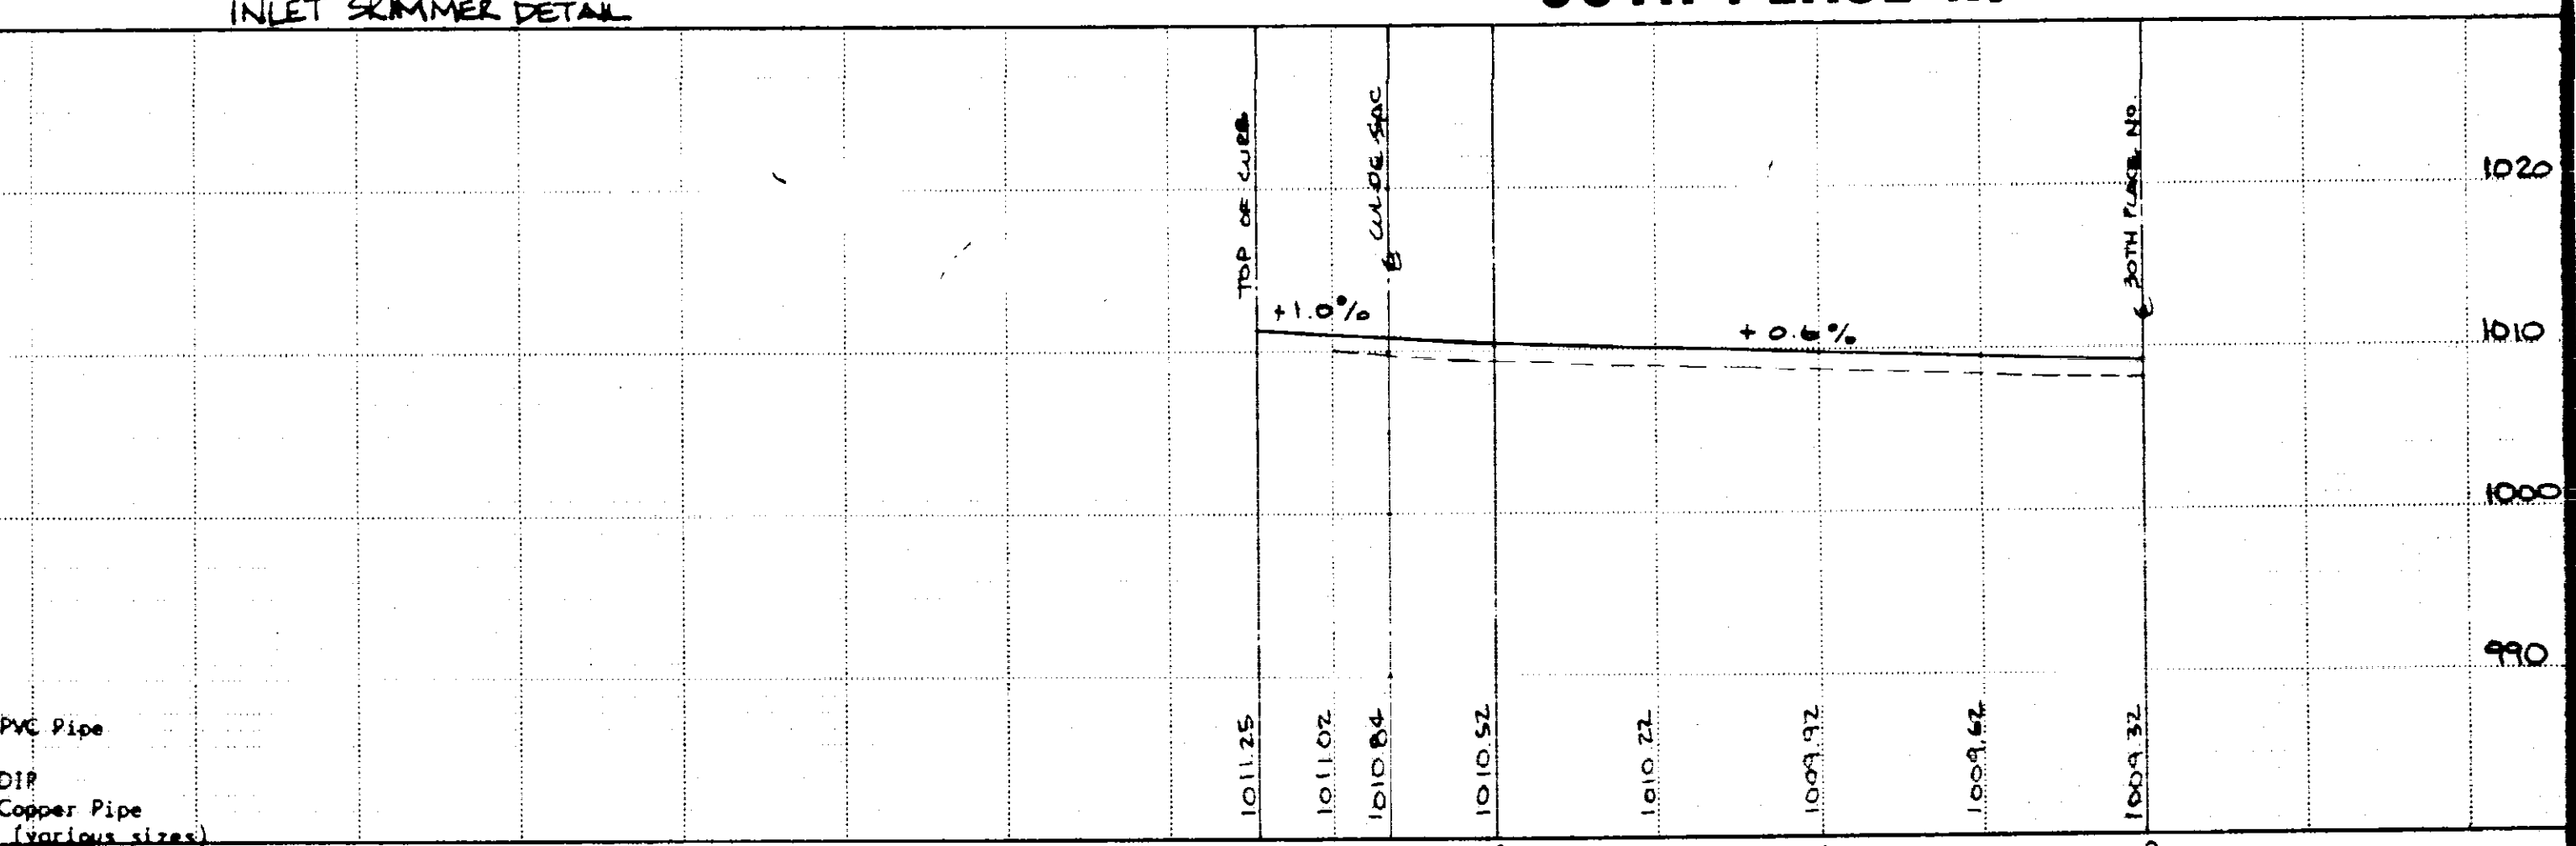 INLET SKIMMER DETAIL
TOP OF CURB
℄ CUL DE SAC
30TH PLACE NO.
℄
1020
+1.0%
+0.6%
1010
1000
990
1011.25
1011.02
1010.84
1010.52
1010.22
1009.92
1009.62
1009.32
PVC Pipe
DIP
Copper Pipe
(various sizes)